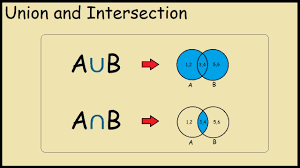 Union and Intersection
A∪B
1,2 3,4 5,6
A B
A∩B
1,2 3,4 5,6
A B